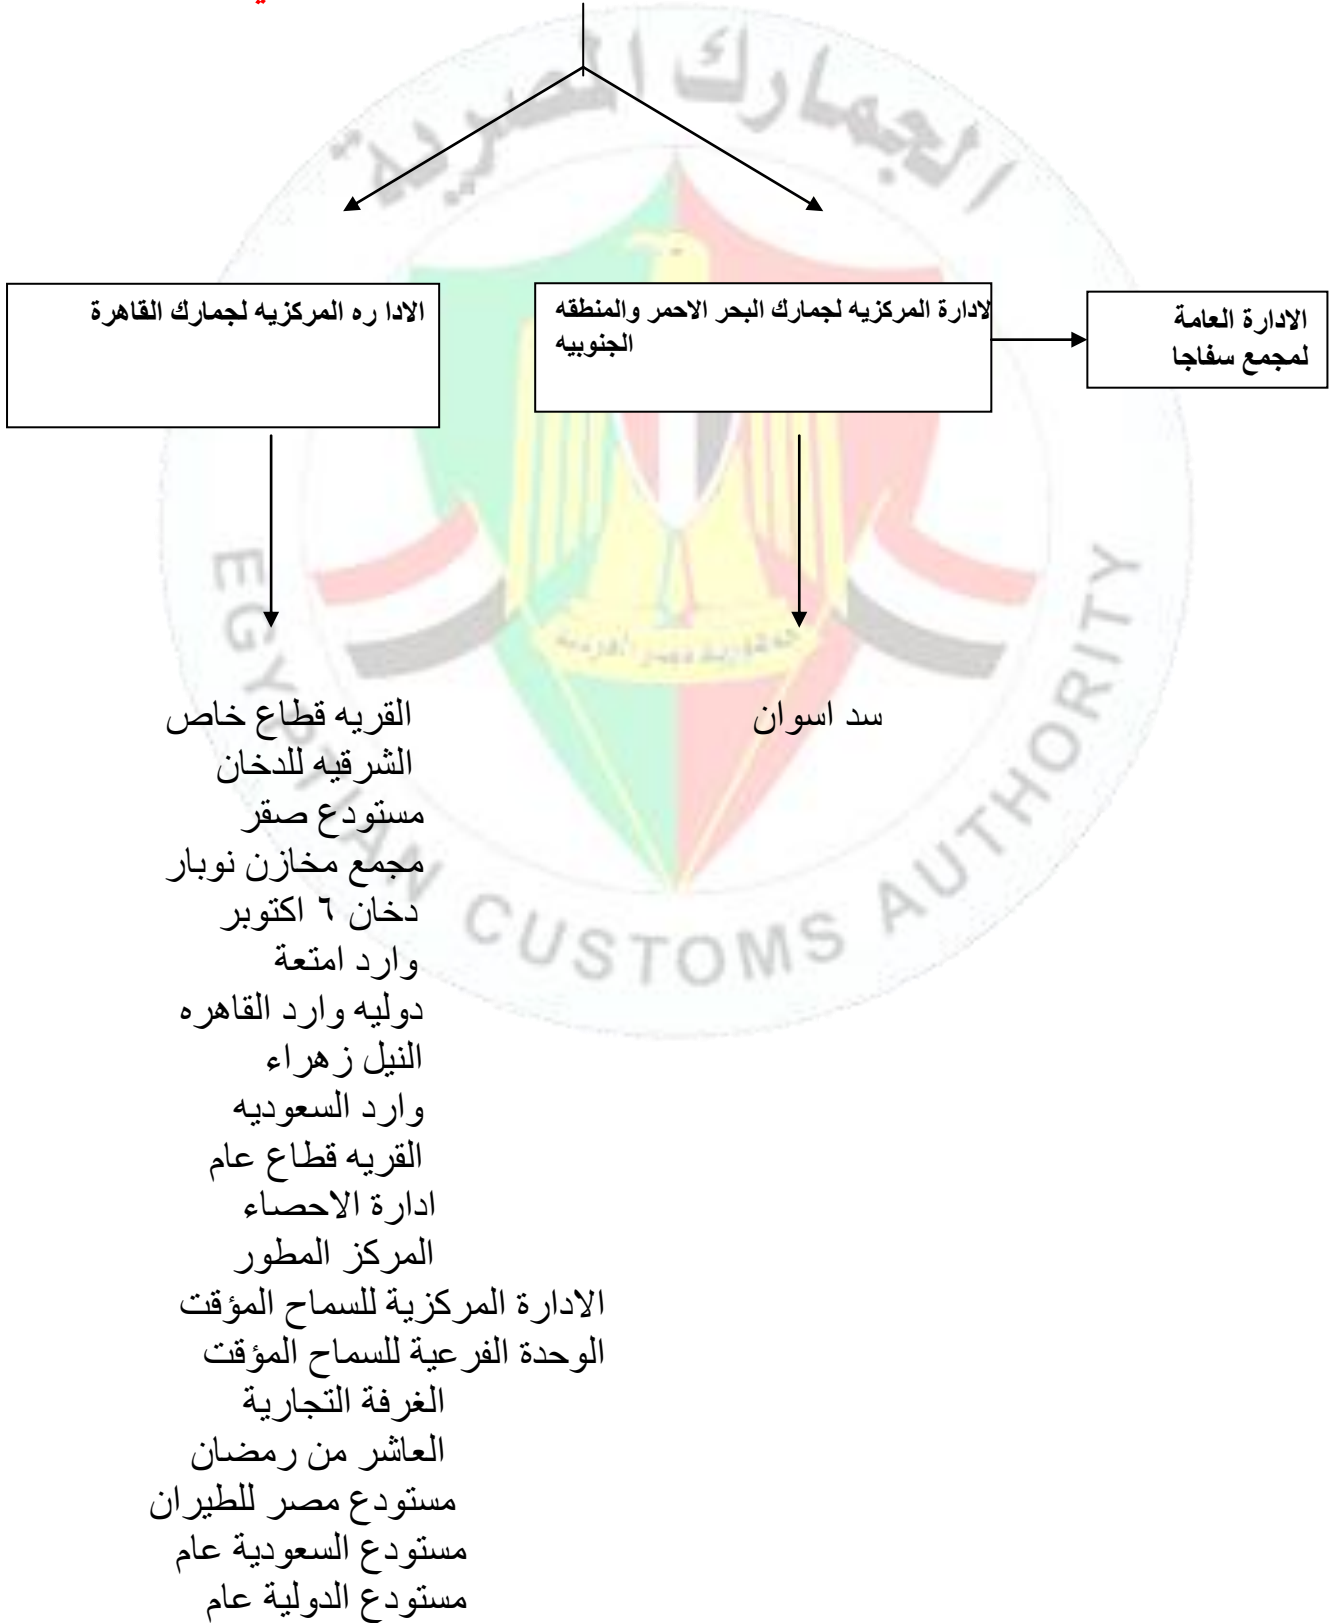 الجمارك المصرية
الادارة العامة
لمجمع سفاجا
لادارة المركزيه لجمارك البحر الاحمر والمنطقه
الجنوبيه
الادا ره المركزيه لجمارك القاهرة
EGYPTIAN CUSTOMS AUTHORITY
سد اسوان
القريه قطاع خاص
الشرقيه للدخان
مستودع صقر
مجمع مخازن نوبار
دخان ٦ اكتوبر
وارد امتعة
دوليه وارد القاهره
النيل زهراء
وارد السعوديه
القريه قطاع عام
ادارة الاحصاء
المركز المطور
الادارة المركزية للسماح المؤقت
الوحدة الفرعية للسماح المؤقت
الغرفة التجارية
العاشر من رمضان
مستودع مصر للطيران
مستودع السعودية عام
مستودع الدولية عام